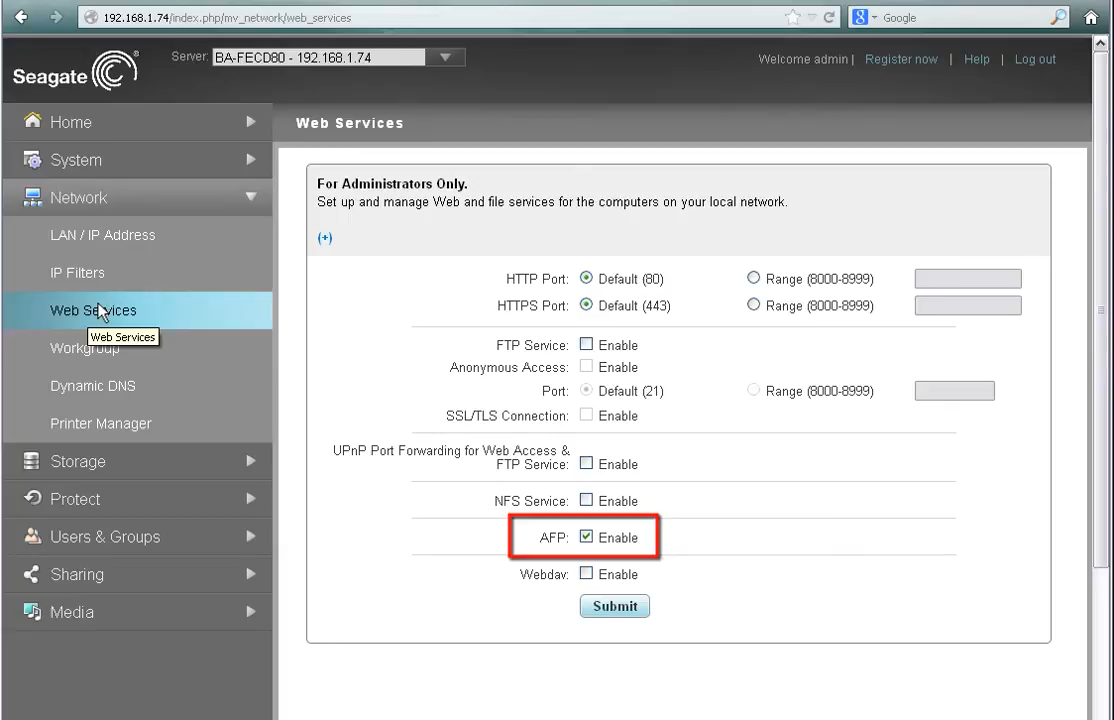 192.168.1.74/index.php/mv_network/web_services
Google
Seagate
Server: BA-FECD80 - 192.168.1.74
Welcome admin | Register now | Help | Log out
Home
System
Network
LAN / IP Address
IP Filters
Web Services
Web Services
Workgroup
Dynamic DNS
Printer Manager
Storage
Protect
Users & Groups
Sharing
Media
Web Services
For Administrators Only.
Set up and manage Web and file services for the computers on your local network.
(+)
HTTP Port: Default (80) Range (8000-8999)
HTTPS Port: Default (443) Range (8000-8999)
FTP Service: Enable
Anonymous Access: Enable
Port: Default (21) Range (8000-8999)
SSL/TLS Connection: Enable
UPnP Port Forwarding for Web Access &
FTP Service: Enable
NFS Service: Enable
AFP: Enable
Webdav: Enable
Submit